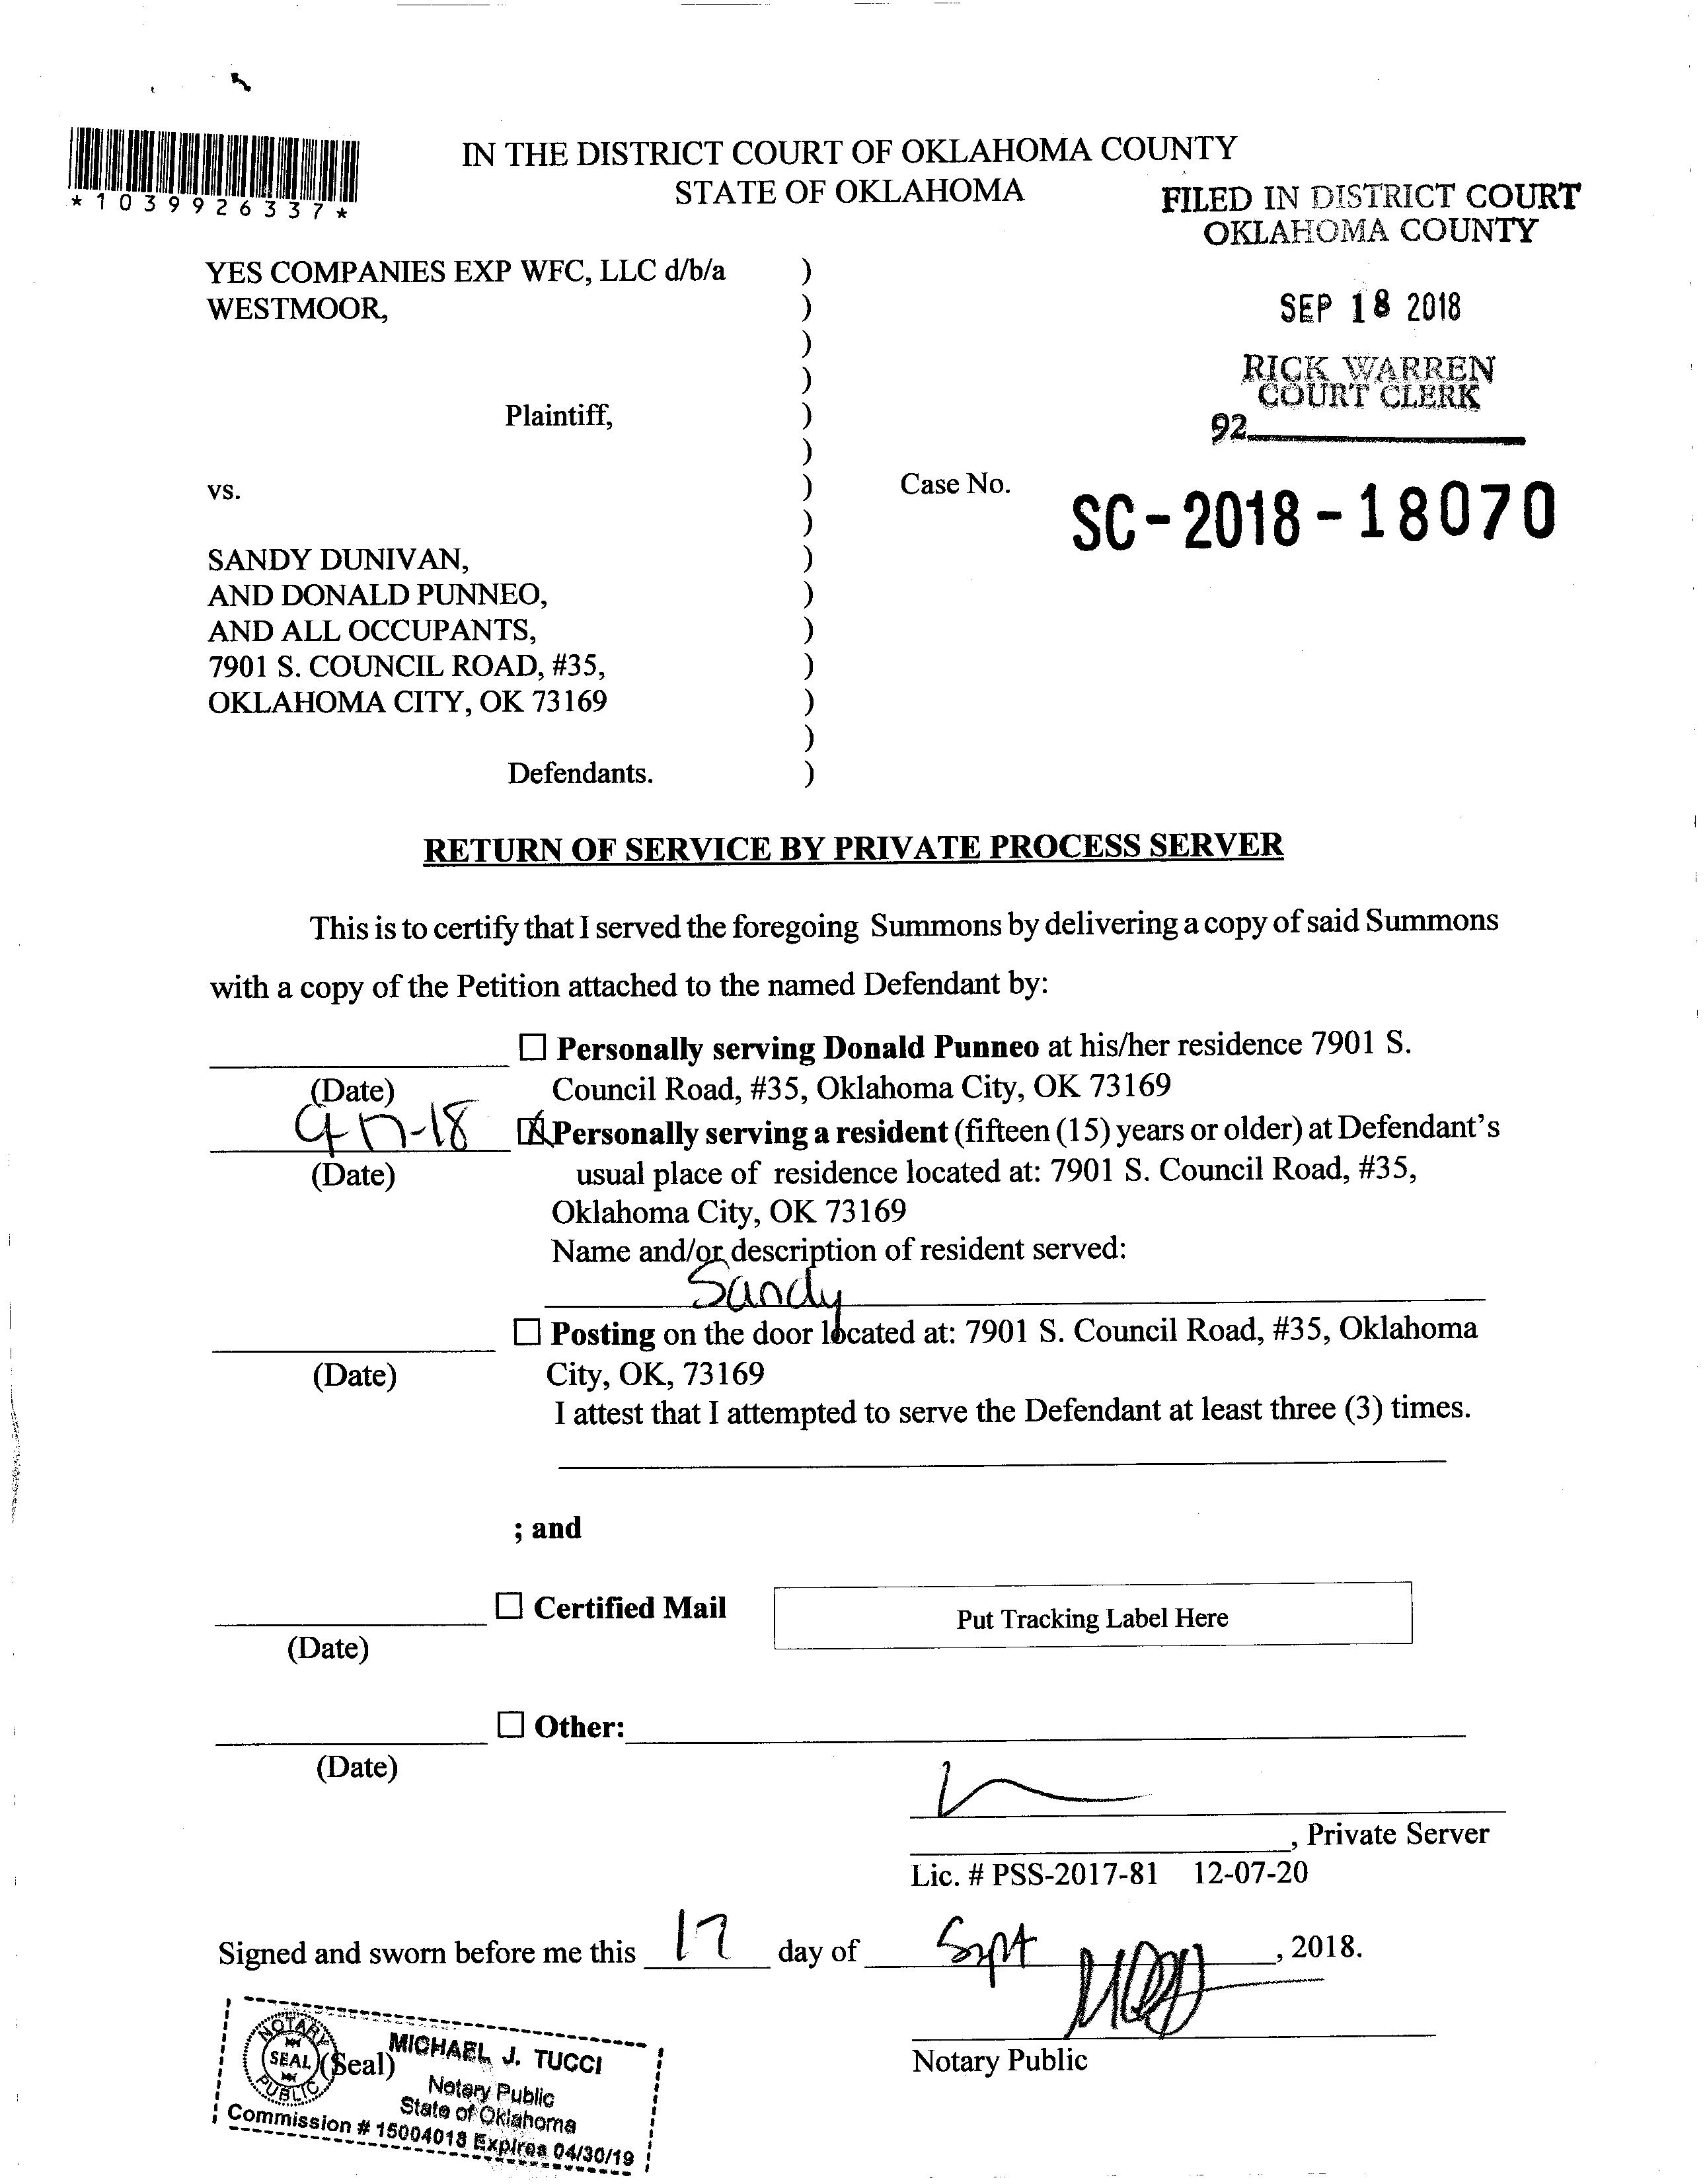 *1039926337*
IN THE DISTRICT COURT OF OKLAHOMA COUNTY
STATE OF OKLAHOMA
FILED IN DISTRICT COURT
OKLAHOMA COUNTY
YES COMPANIES EXP WFC, LLC d/b/a )
WESTMOOR, )
SEP 18 2018
)
)
RICK WARREN
COURT CLERK
Plaintiff, )
92
)
vs. )
Case No. SC-2018-18070
)
SANDY DUNIVAN, )
AND DONALD PUNNEO, )
AND ALL OCCUPANTS, )
7901 S. COUNCIL ROAD, #35, )
OKLAHOMA CITY, OK 73169 )
)
Defendants. )
RETURN OF SERVICE BY PRIVATE PROCESS SERVER
This is to certify that I served the foregoing Summons by delivering a copy of said Summons
with a copy of the Petition attached to the named Defendant by:
☐ Personally serving Donald Punneo at his/her residence 7901 S.
(Date) Council Road, #35, Oklahoma City, OK 73169
9-17-18 ☒ Personally serving a resident (fifteen (15) years or older) at Defendant's
(Date) usual place of residence located at: 7901 S. Council Road, #35,
Oklahoma City, OK 73169
Name and/or description of resident served:
Sandy
☐ Posting on the door located at: 7901 S. Council Road, #35, Oklahoma
(Date) City, OK, 73169
I attest that I attempted to serve the Defendant at least three (3) times.
; and
☐ Certified Mail Put Tracking Label Here
(Date)
☐ Other:
(Date)
, Private Server
Lic. # PSS-2017-81 12-07-20
Signed and sworn before me this 17 day of Sept, 2018.
Notary Public
(Seal)
NOTARY PUBLIC
SEAL
MICHAEL J. TUCCI
Notary Public
State of Oklahoma
Commission # 15004018 Expires 04/30/19